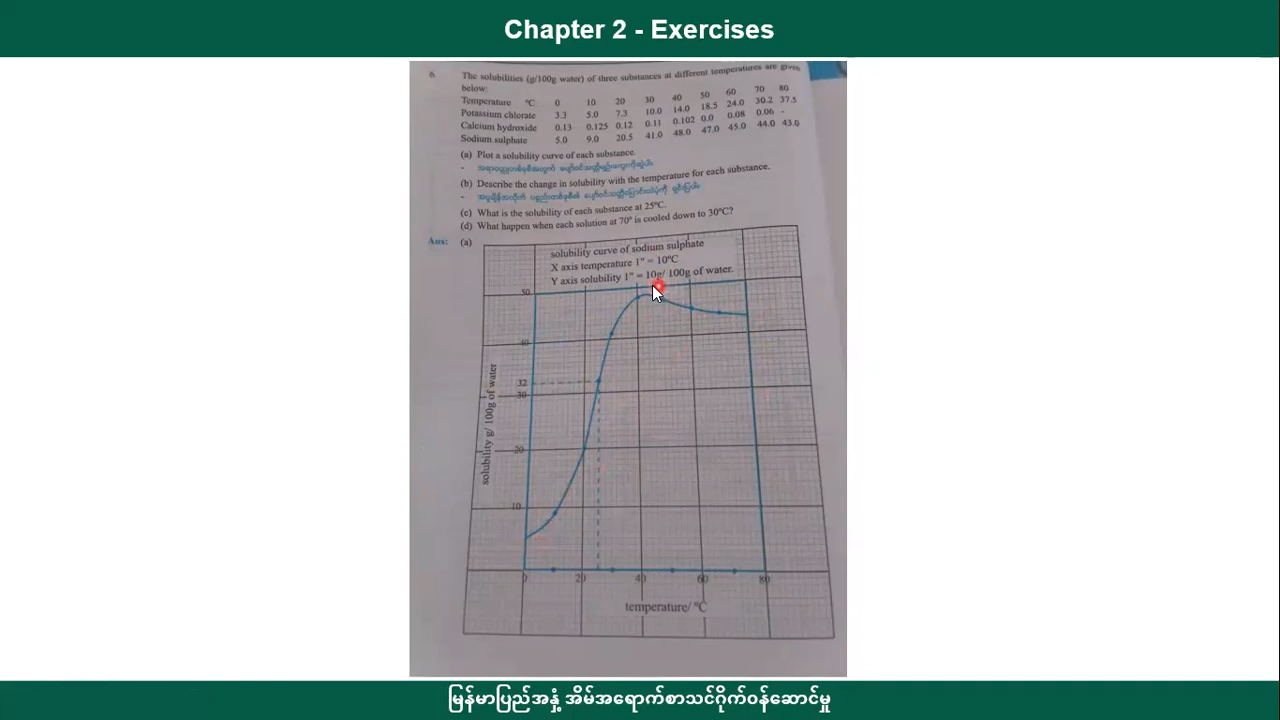 Chapter 2 - Exercises
6. The solubilities (g/100g water) of three substances at different temperatures are given
below:
Temperature °C 0 10 20 30 40 50 60 70 80
Potassium chlorate 3.3 5.0 7.3 10.0 14.0 18.5 24.0 30.2 37.5
Calcium hydroxide 0.13 0.125 0.12 0.11 0.102 0.0 0.08 0.06 -
Sodium sulphate 5.0 9.0 20.5 41.0 48.0 47.0 45.0 44.0 43.0
(a) Plot a solubility curve of each substance.
(b) Describe the change in solubility with the temperature for each substance.
(c) What is the solubility of each substance at 25°C.
(d) What happen when each solution at 70° is cooled down to 30°C?
Ans: (a)
solubility curve of sodium sulphate
X axis temperature 1" = 10°C
Y axis solubility 1" = 10g/ 100g of water.
50
40
32
30
20
10
solubility g/ 100g of water
0 20 40 60 80
temperature/ °C
မြန်မာပြည်အနှံ့ အိမ်အရောက်စာသင်ဂိုက်ဝန်ဆောင်မှု